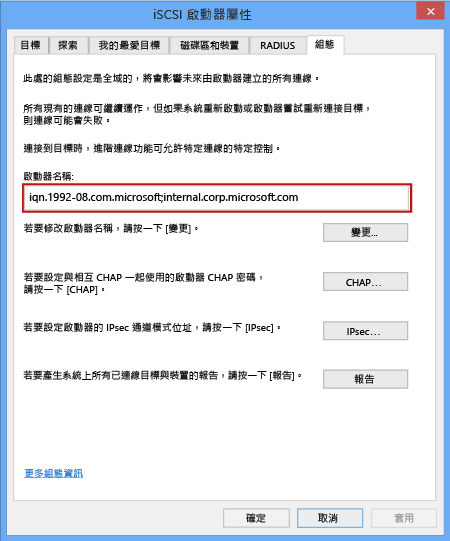 iSCSI 啟動器屬性
目標 探索 我的最愛目標 磁碟區和裝置 RADIUS 組態
此處的組態設定是全域的，將會影響未來由啟動器建立的所有連線。
所有現有的連線可繼續運作，但如果系統重新啟動或啟動器嘗試重新連接目標，
則連線可能會失敗。
連接到目標時，進階連線功能可允許特定連線的特定控制。
啟動器名稱:
iqn.1992-08.com.microsoft;internal.corp.microsoft.com
若要修改啟動器名稱，請按一下 [變更]。
變更...
若要設定與相互 CHAP 一起使用的啟動器 CHAP 密碼，
請按一下 [CHAP]。
CHAP...
若要設定啟動器的 IPsec 通道模式位址，請按一下 [IPsec]。
IPsec...
若要產生系統上所有已連線目標與裝置的報告，請按一下 [報告]。
報告
更多組態資訊
確定 取消 套用